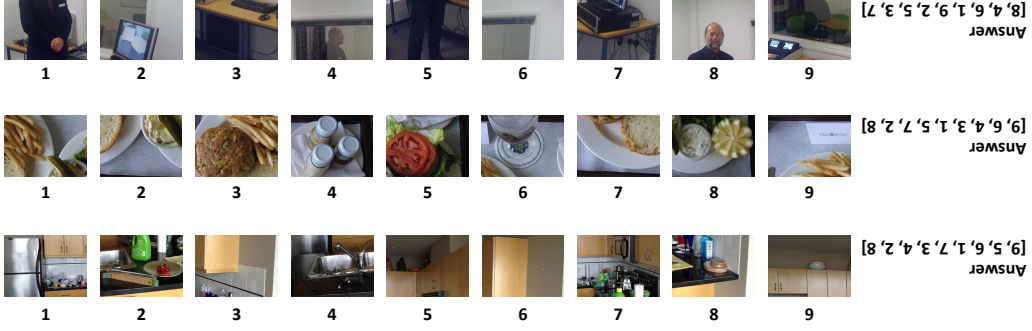 1 2 3 4 5 6 7 8 9
Answer
[8, 4, 6, 1, 9, 2, 5, 3, 7]
1 2 3 4 5 6 7 8 9
Answer
[9, 6, 4, 3, 1, 5, 7, 2, 8]
1 2 3 4 5 6 7 8 9
Answer
[9, 5, 6, 1, 7, 3, 4, 2, 8]